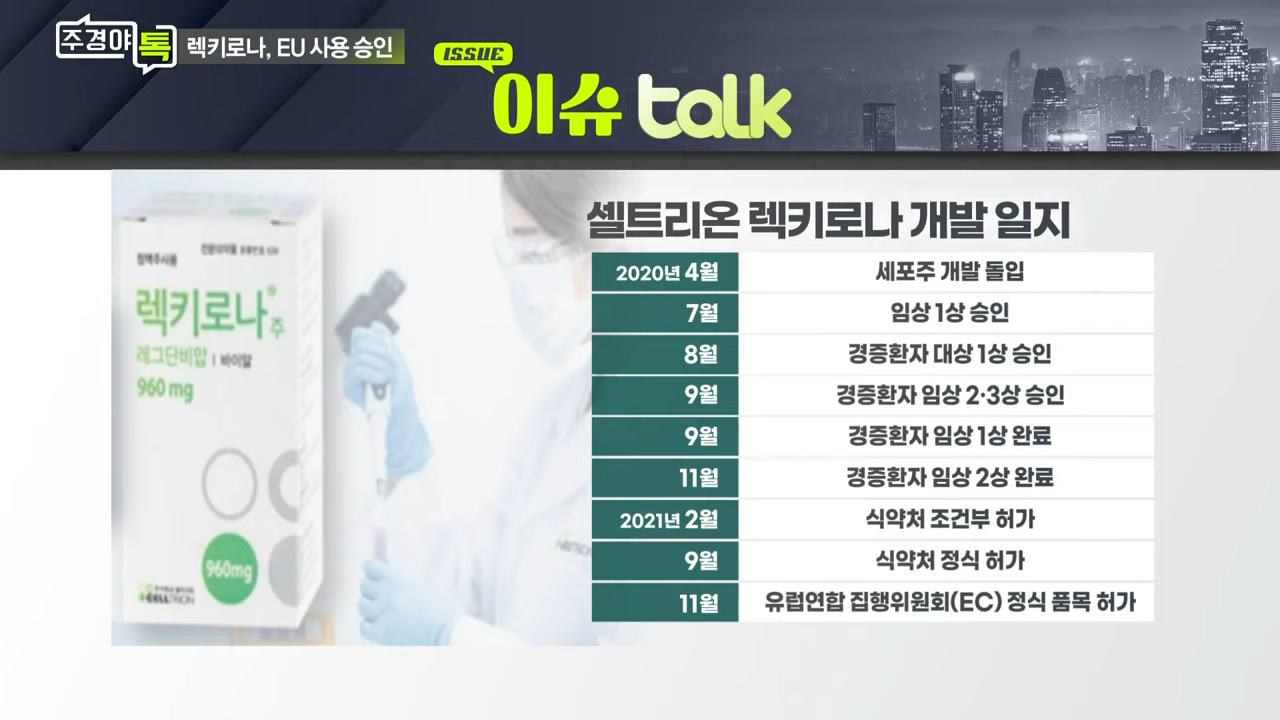 주경야톡
렉키로나, EU 사용 승인
ISSUE
이슈 talk
정맥주사용
렉키로나®주
레그단비맙 | 바이알
960 mg
960mg
CELLTRION
셀트리온 렉키로나 개발 일지
2020년 4월 세포주 개발 돌입
7월 임상 1상 승인
8월 경증환자 대상 1상 승인
9월 경증환자 임상 2·3상 승인
9월 경증환자 임상 1상 완료
11월 경증환자 임상 2상 완료
2021년 2월 식약처 조건부 허가
9월 식약처 정식 허가
11월 유럽연합 집행위원회(EC) 정식 품목 허가